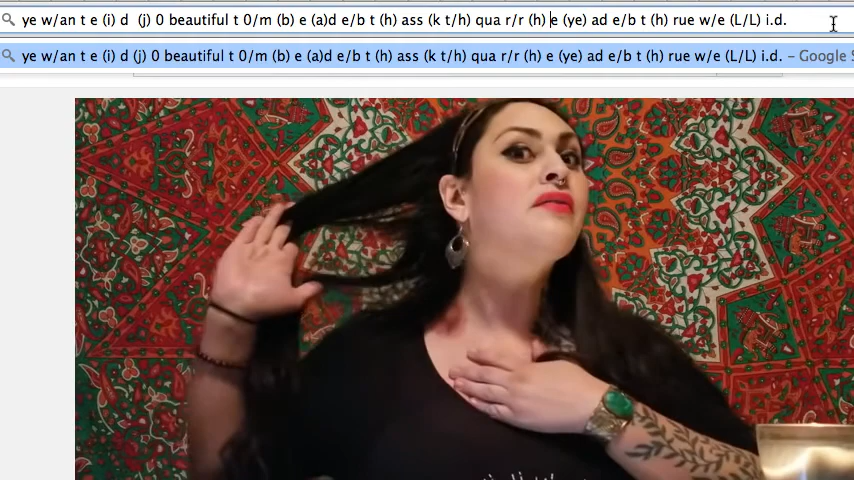 ye w/an t e (i) d  (j) 0 beautiful t 0/m (b) e (a)d e/b t (h) ass (k t/h) qua r/r (h) e (ye) ad e/b t (h) rue w/e (L/L) i.d.
ye w/an t e (i) d (j) 0 beautiful t 0/m (b) e (a)d e/b t (h) ass (k t/h) qua r/r (h) e (ye) ad e/b t (h) rue w/e (L/L) i.d. – Google